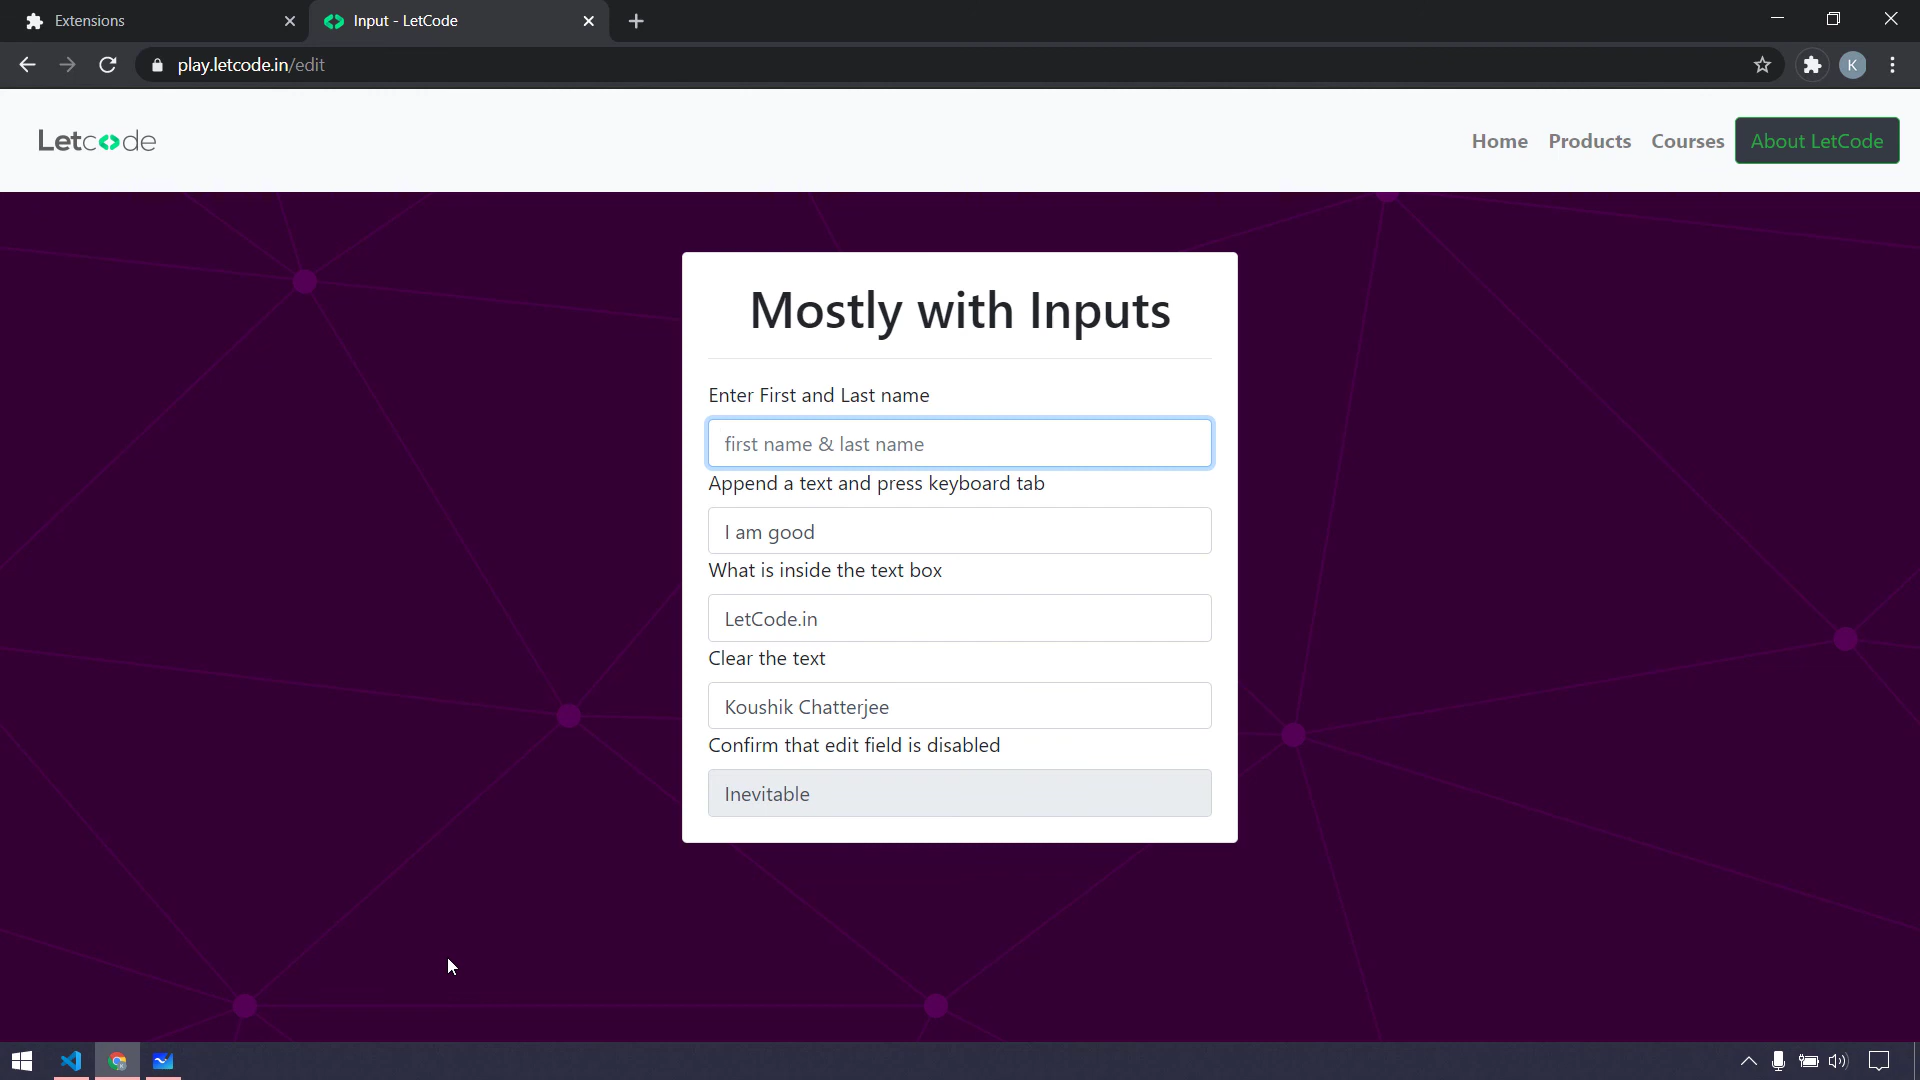 Extensions
Input - LetCode
play.letcode.in/edit
K
Letcode
Home Products Courses About LetCode
Mostly with Inputs
Enter First and Last name
first name & last name
Append a text and press keyboard tab
I am good
What is inside the text box
LetCode.in
Clear the text
Koushik Chatterjee
Confirm that edit field is disabled
Inevitable